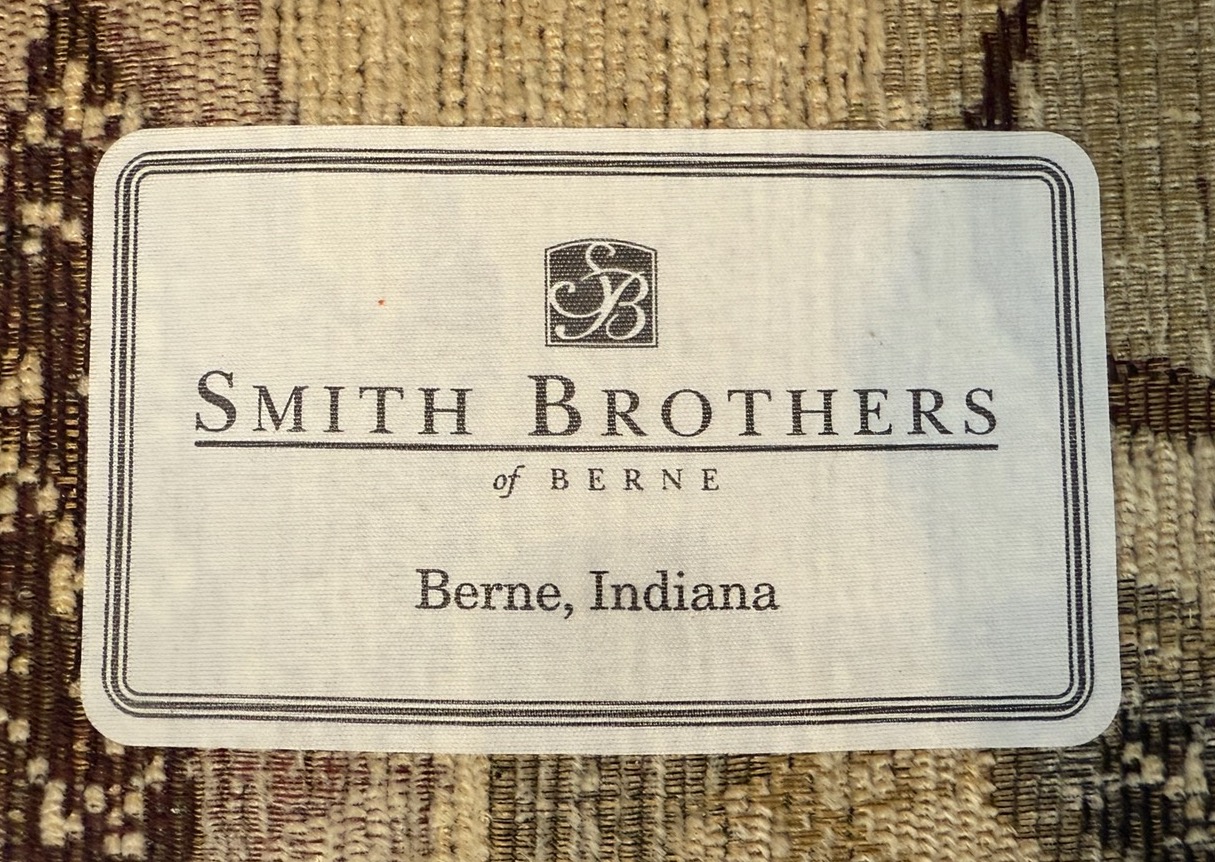 SB
SMITH BROTHERS
of BERNE
Berne, Indiana